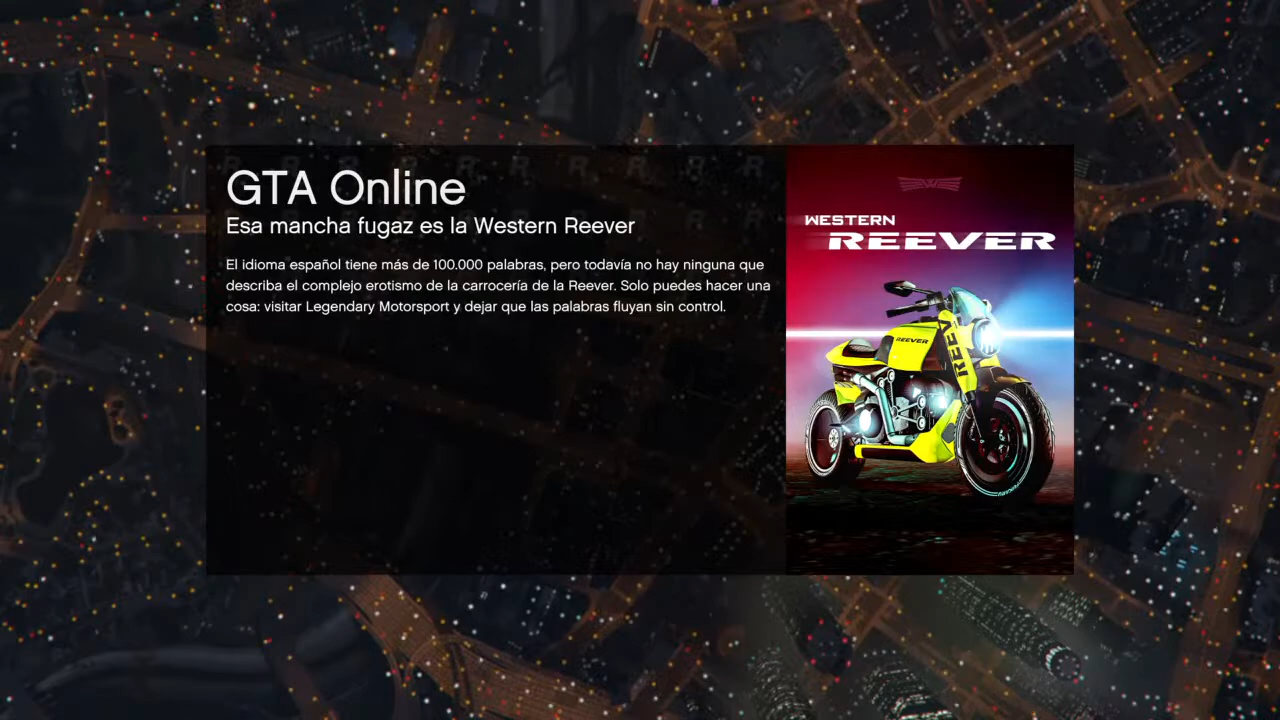 GTA Online
Esa mancha fugaz es la Western Reever
El idioma español tiene más de 100.000 palabras, pero todavía no hay ninguna que
describa el complejo erotismo de la carrocería de la Reever. Solo puedes hacer una
cosa: visitar Legendary Motorsport y dejar que las palabras fluyan sin control.
WESTERN
REEVER
REEVER